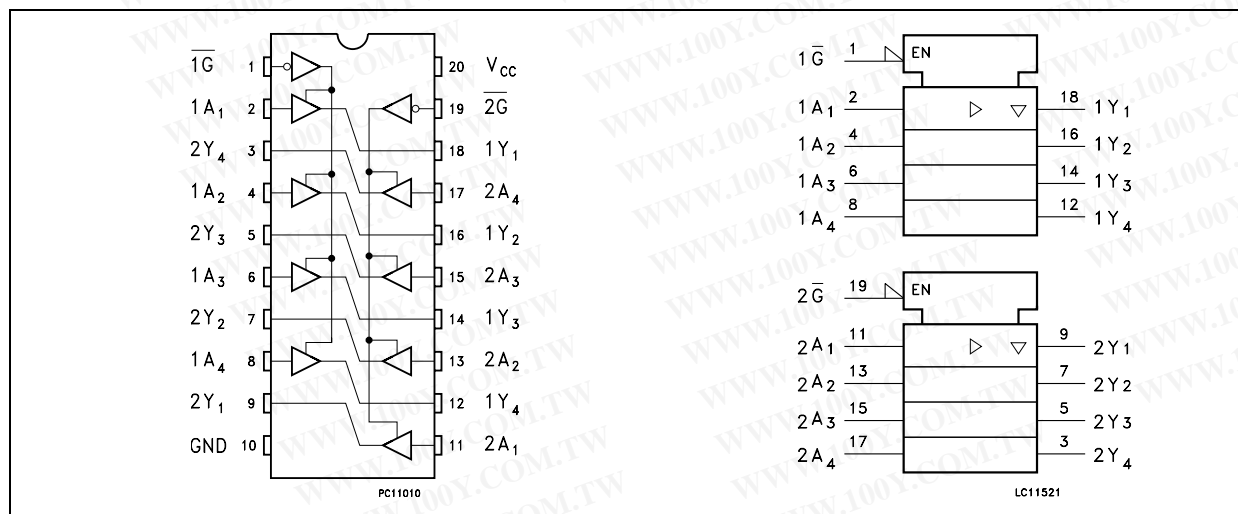 1G 1 20 VCC
1A1 2 19 2G
2Y4 3 18 1Y1
1A2 4 17 2A4
2Y3 5 16 1Y2
1A3 6 15 2A3
2Y2 7 14 1Y3
1A4 8 13 2A2
2Y1 9 12 1Y4
GND 10 11 2A1
PC11010
1G 1 EN
1A1 2 18 1Y1
1A2 4 16 1Y2
1A3 6 14 1Y3
1A4 8 12 1Y4
2G 19 EN
2A1 11 9 2Y1
2A2 13 7 2Y2
2A3 15 5 2Y3
2A4 17 3 2Y4
LC11521
WWW.100Y.COM.TW